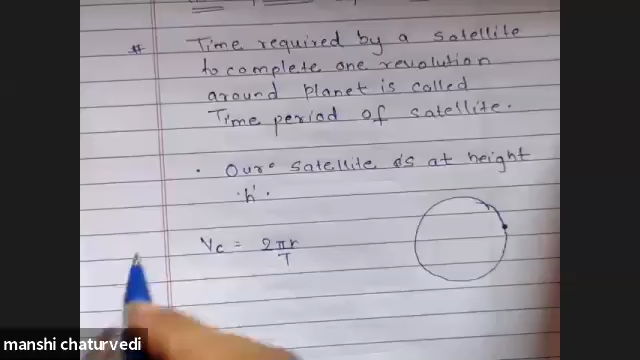 # Time required by a satellite
to complete one revolution
around planet is called
Time period of satellite.
• Our satellite is at height
'h'.
Vc = 2πr
T
manshi chaturvedi